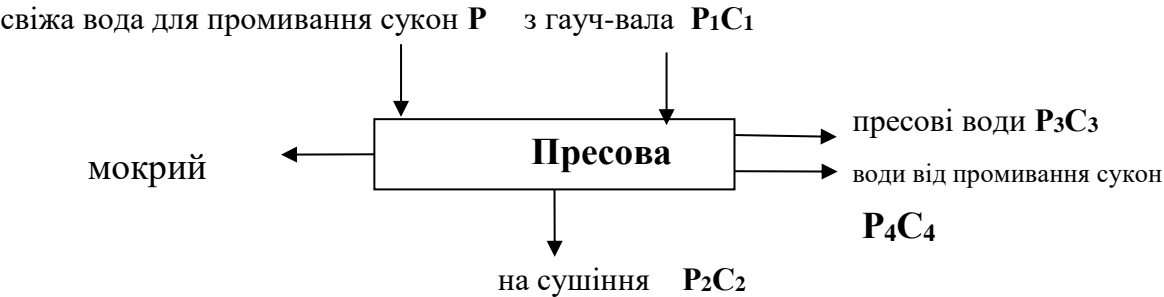 свіжа вода для промивання сукон P з гауч-вала P₁C₁
пресові води P₃C₃
Пресова
мокрий
води від промивання сукон
P₄C₄
на сушіння P₂C₂